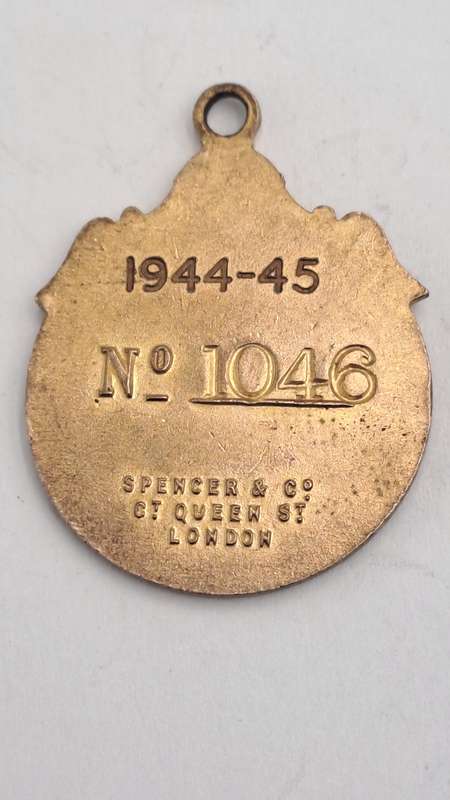 1944-45
Nº 1046
SPENCER & Cº
GT QUEEN ST
LONDON